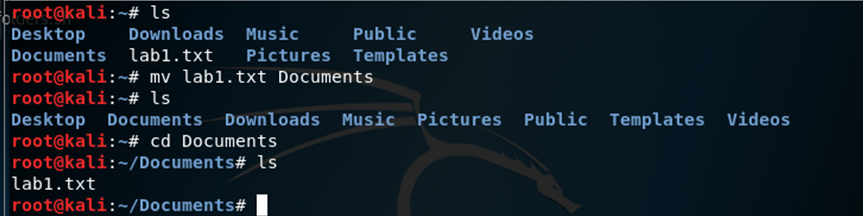 root@kali:~# ls
Desktop    Downloads  Music     Public     Videos
Documents  lab1.txt   Pictures  Templates
root@kali:~# mv lab1.txt Documents
root@kali:~# ls
Desktop  Documents  Downloads  Music  Pictures  Public  Templates  Videos
root@kali:~# cd Documents
root@kali:~/Documents# ls
lab1.txt
root@kali:~/Documents#